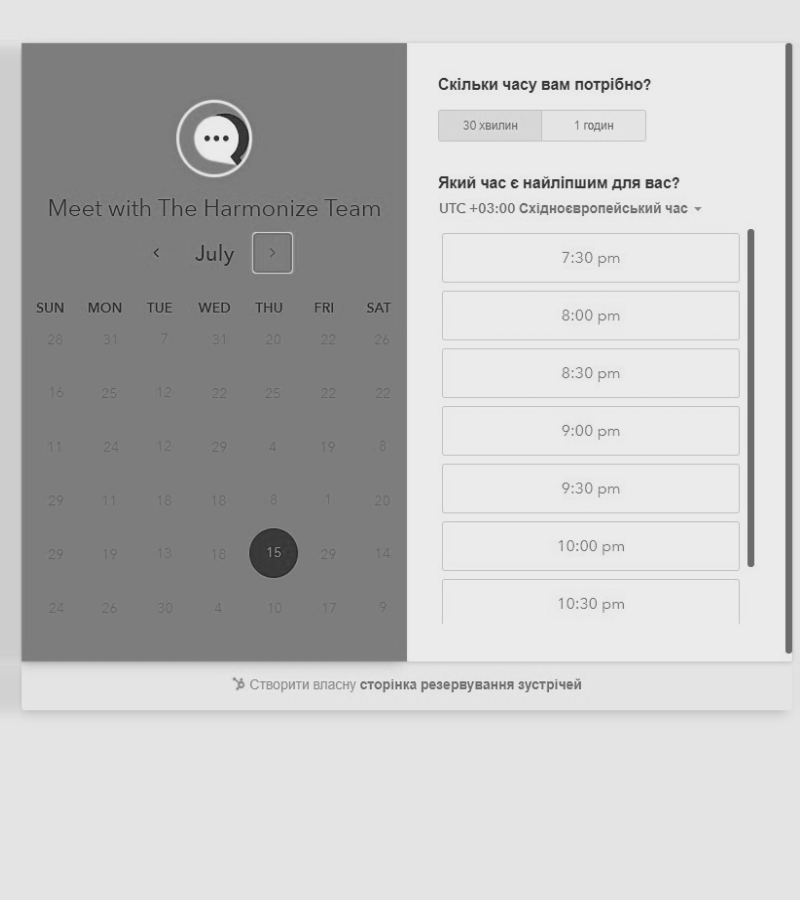 Meet with The Harmonize Team
July
SUN MON TUE WED THU FRI SAT
28 31 7 31 20 22 26
16 25 12 22 25 22 22
11 24 12 29 4 19 8
29 11 18 18 8 1 20
29 19 13 18 15 29 14
24 26 30 4 10 17 9
Скільки часу вам потрібно?
30 хвилин 1 годин
Який час є найліпшим для вас?
UTC +03:00 Східноєвропейський час
7:30 pm
8:00 pm
8:30 pm
9:00 pm
9:30 pm
10:00 pm
10:30 pm
Створити власну сторінка резервування зустрічей